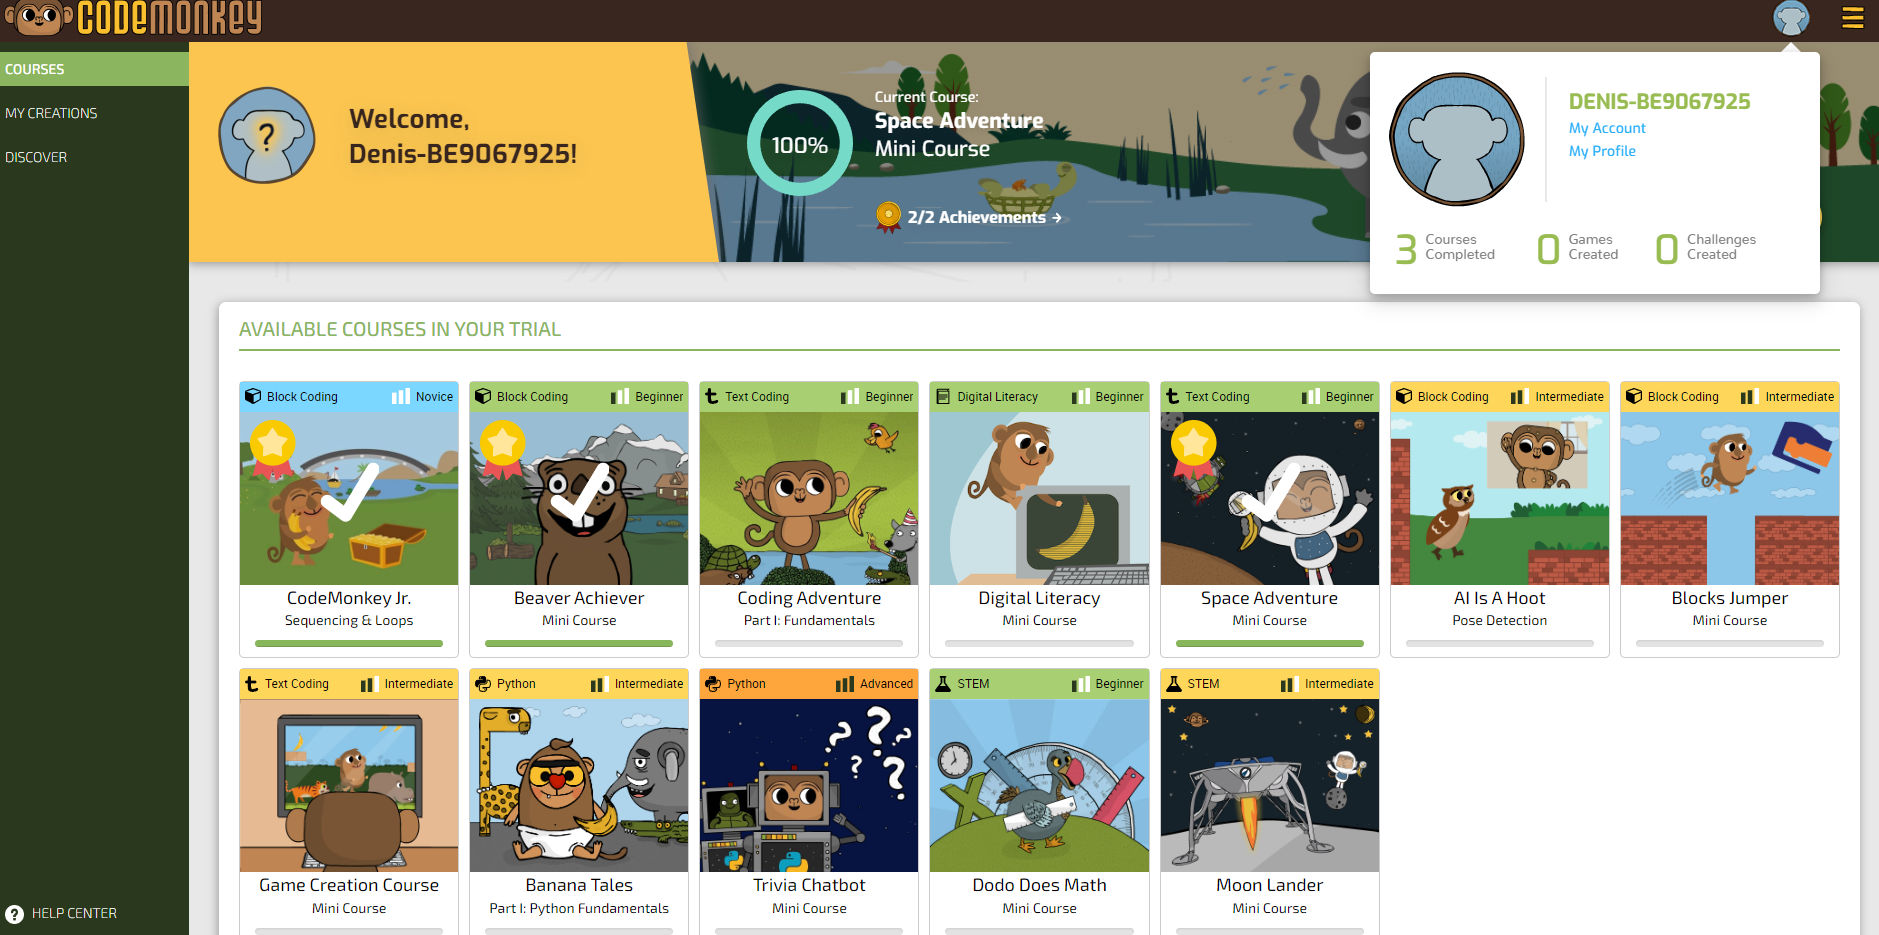 CODEMONKEY
COURSES
MY CREATIONS
DISCOVER
HELP CENTER
Welcome,
Denis-BE9067925!
100%
Current Course:
Space Adventure
Mini Course
2/2 Achievements →
DENIS-BE9067925
My Account
My Profile
3 Courses Completed
0 Games Created
0 Challenges Created
AVAILABLE COURSES IN YOUR TRIAL
Block Coding Novice
CodeMonkey Jr.
Sequencing & Loops
Block Coding Beginner
Beaver Achiever
Mini Course
Text Coding Beginner
Coding Adventure
Part I: Fundamentals
Digital Literacy Beginner
Digital Literacy
Mini Course
Text Coding Beginner
Space Adventure
Mini Course
Block Coding Intermediate
AI Is A Hoot
Pose Detection
Block Coding Intermediate
Blocks Jumper
Mini Course
Text Coding Intermediate
Game Creation Course
Mini Course
Python Intermediate
Banana Tales
Part I: Python Fundamentals
Python Advanced
Trivia Chatbot
Mini Course
STEM Beginner
Dodo Does Math
Mini Course
STEM Intermediate
Moon Lander
Mini Course